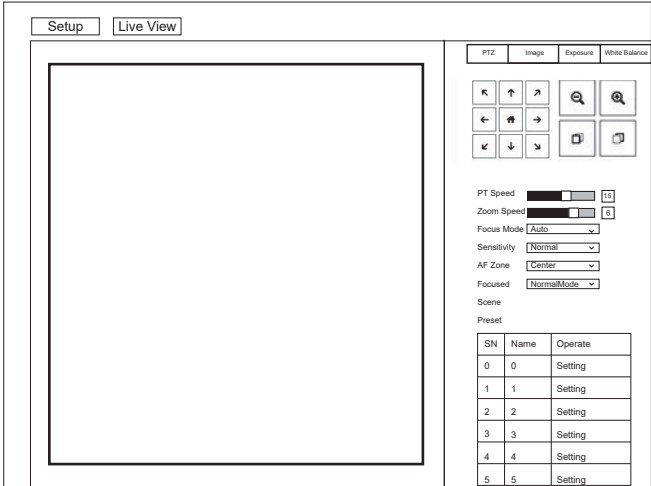 Setup Live View
PTZ Image Exposure White Balance
PT Speed 15
Zoom Speed 6
Focus Mode Auto
Sensitivity Normal
AF Zone Center
Focused NormalMode
Scene
Preset
SN Name Operate
0 0 Setting
1 1 Setting
2 2 Setting
3 3 Setting
4 4 Setting
5 5 Setting